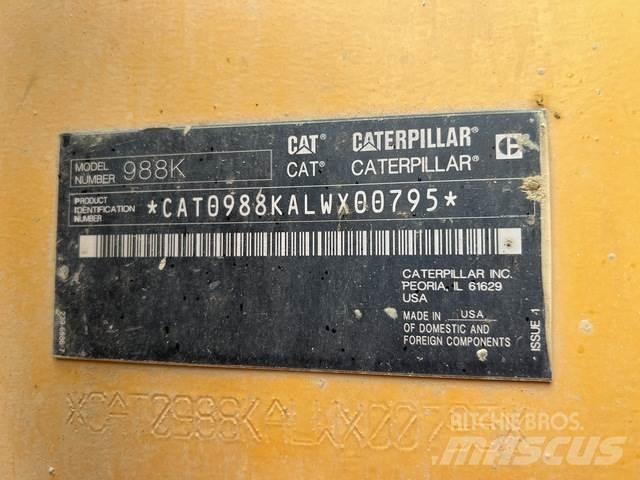 CAT® CATERPILLAR®
CAT® CATERPILLAR®
MODEL NUMBER 988K
PRODUCT IDENTIFICATION NUMBER *CAT0988KALWX00795*
CATERPILLAR INC.
PEORIA, IL 61629
USA
MADE IN USA
OF DOMESTIC AND
FOREIGN COMPONENTS
ISSUE 1
XCAT0988KALWX00795
RITCHIE BROS.
mascus